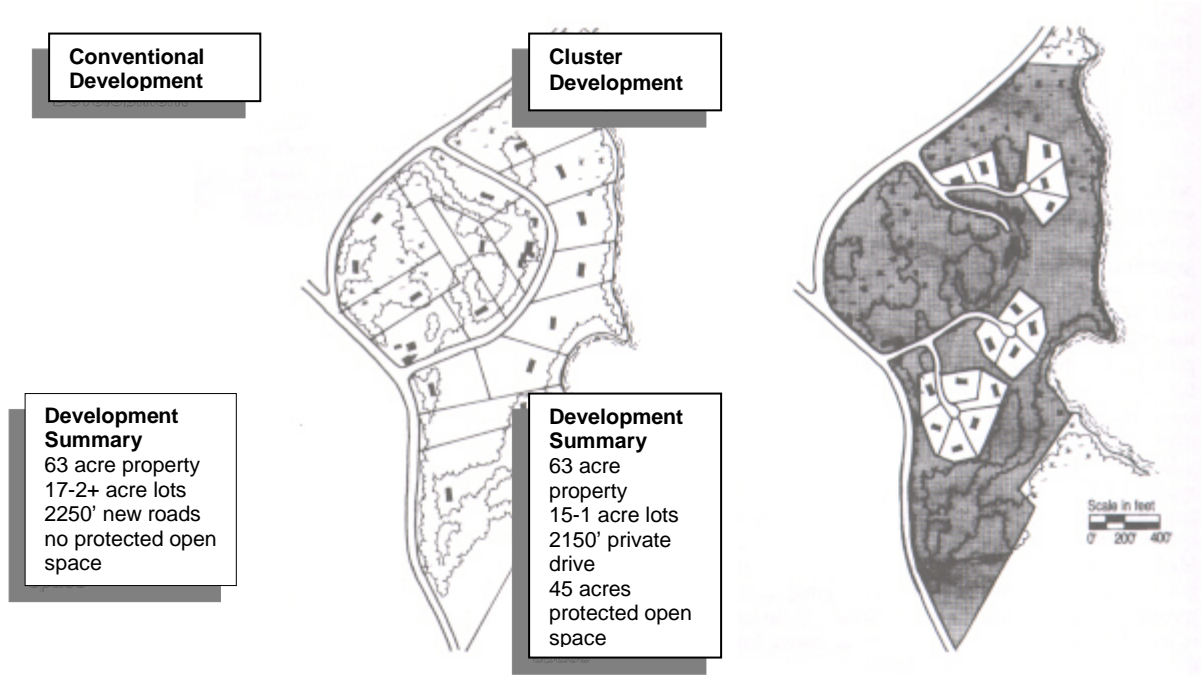 Conventional
Development
Cluster
Development
Development
Summary
63 acre property
17-2+ acre lots
2250' new roads
no protected open
space
Development
Summary
63 acre
property
15-1 acre lots
2150' private
drive
45 acres
protected open
space
Scale in feet
0' 200' 400'